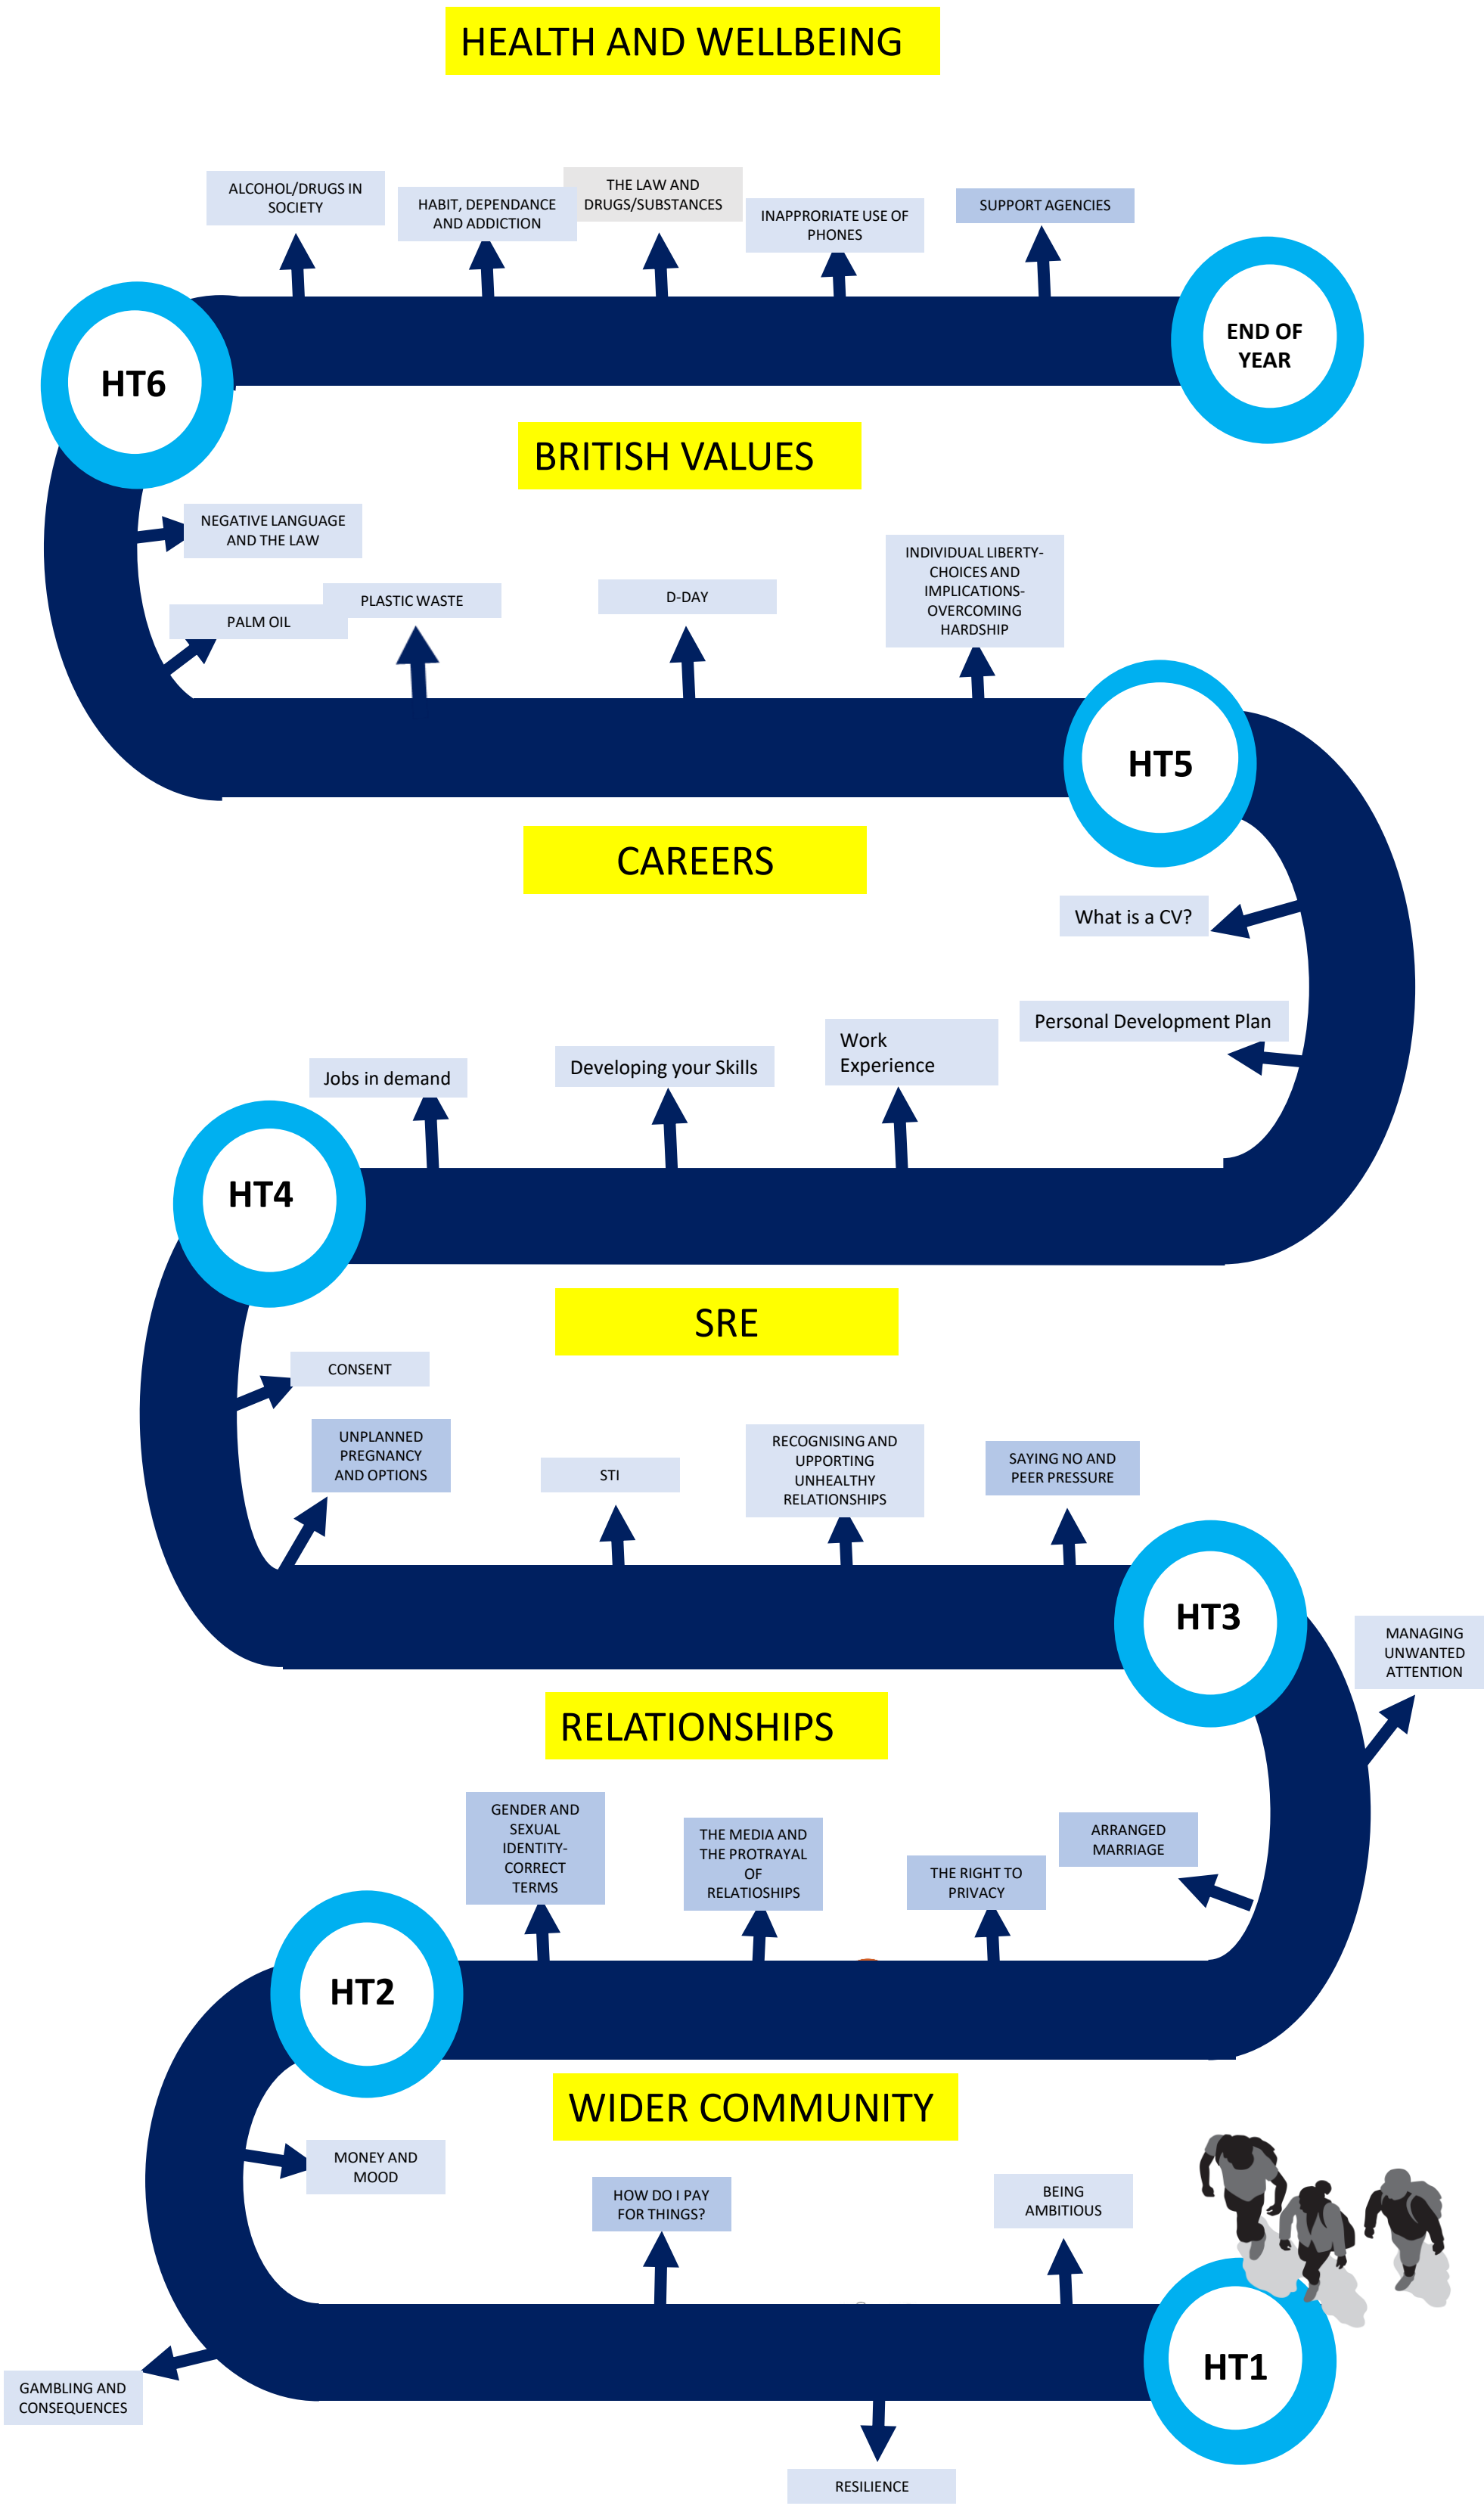 HEALTH AND WELLBEING
ALCOHOL/DRUGS IN
SOCIETY
HABIT, DEPENDANCE
AND ADDICTION
THE LAW AND
DRUGS/SUBSTANCES
INAPPRORIATE USE OF
PHONES
SUPPORT AGENCIES
END OF
YEAR
HT6
BRITISH VALUES
NEGATIVE LANGUAGE
AND THE LAW
PALM OIL
PLASTIC WASTE
D-DAY
INDIVIDUAL LIBERTY-
CHOICES AND
IMPLICATIONS-
OVERCOMING
HARDSHIP
HT5
CAREERS
What is a CV?
Personal Development Plan
Work
Experience
Developing your Skills
Jobs in demand
HT4
SRE
CONSENT
UNPLANNED
PREGNANCY
AND OPTIONS
STI
RECOGNISING AND
UPPORTING
UNHEALTHY
RELATIONSHIPS
SAYING NO AND
PEER PRESSURE
HT3
MANAGING
UNWANTED
ATTENTION
RELATIONSHIPS
GENDER AND
SEXUAL
IDENTITY-
CORRECT
TERMS
THE MEDIA AND
THE PROTRAYAL
OF
RELATIOSHIPS
THE RIGHT TO
PRIVACY
ARRANGED
MARRIAGE
HT2
WIDER COMMUNITY
MONEY AND
MOOD
HOW DO I PAY
FOR THINGS?
BEING
AMBITIOUS
HT1
GAMBLING AND
CONSEQUENCES
RESILIENCE